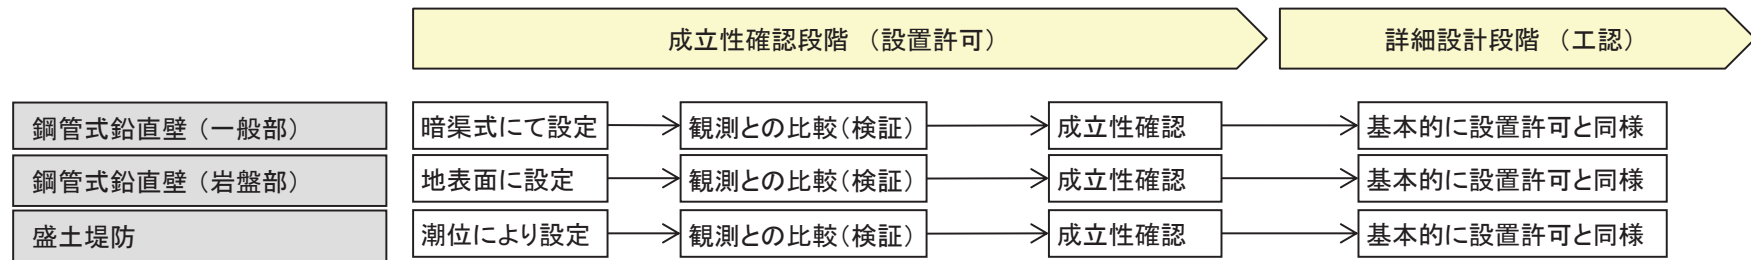 成立性確認段階 （設置許可）
詳細設計段階 （工認）
鋼管式鉛直壁（一般部）
暗渠式にて設定
観測との比較（検証）
成立性確認
基本的に設置許可と同様
鋼管式鉛直壁（岩盤部）
地表面に設定
観測との比較（検証）
成立性確認
基本的に設置許可と同様
盛土堤防
潮位により設定
観測との比較（検証）
成立性確認
基本的に設置許可と同様